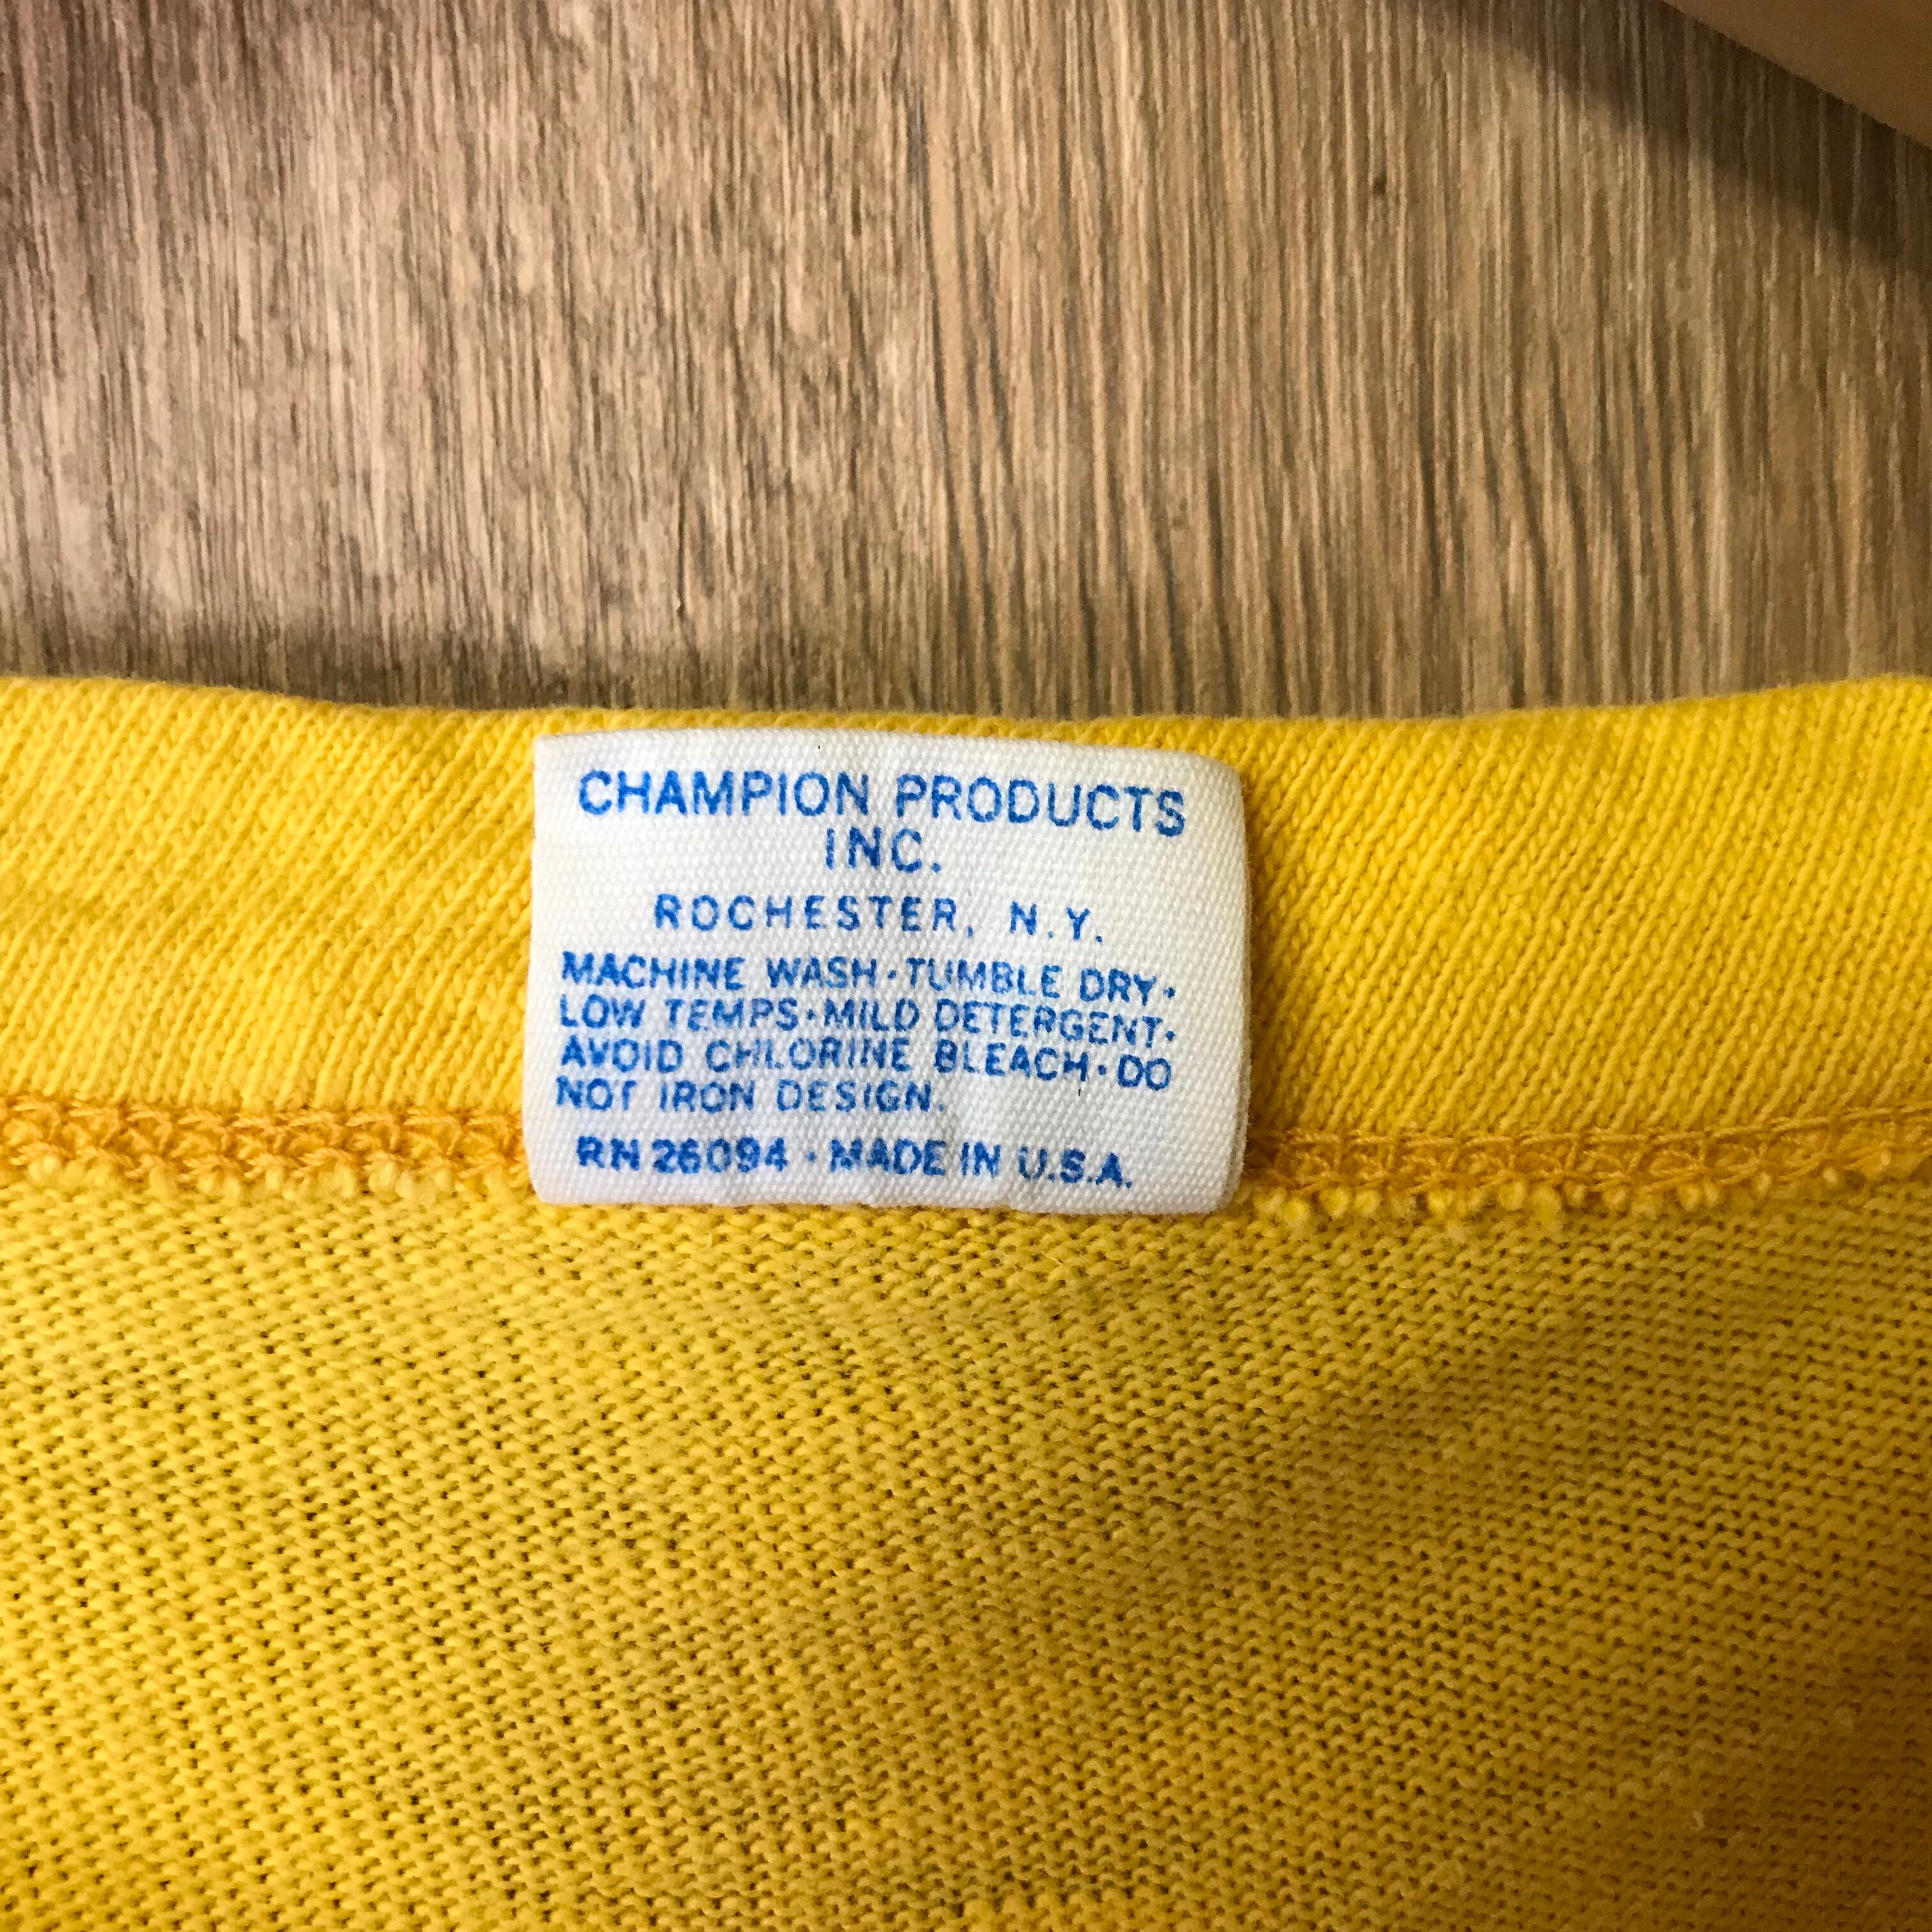 CHAMPION PRODUCTS
INC.
ROCHESTER, N.Y.
MACHINE WASH·TUMBLE DRY·
LOW TEMPS·MILD DETERGENT·
AVOID CHLORINE BLEACH·DO
NOT IRON DESIGN.
RN 26094 · MADE IN U.S.A.